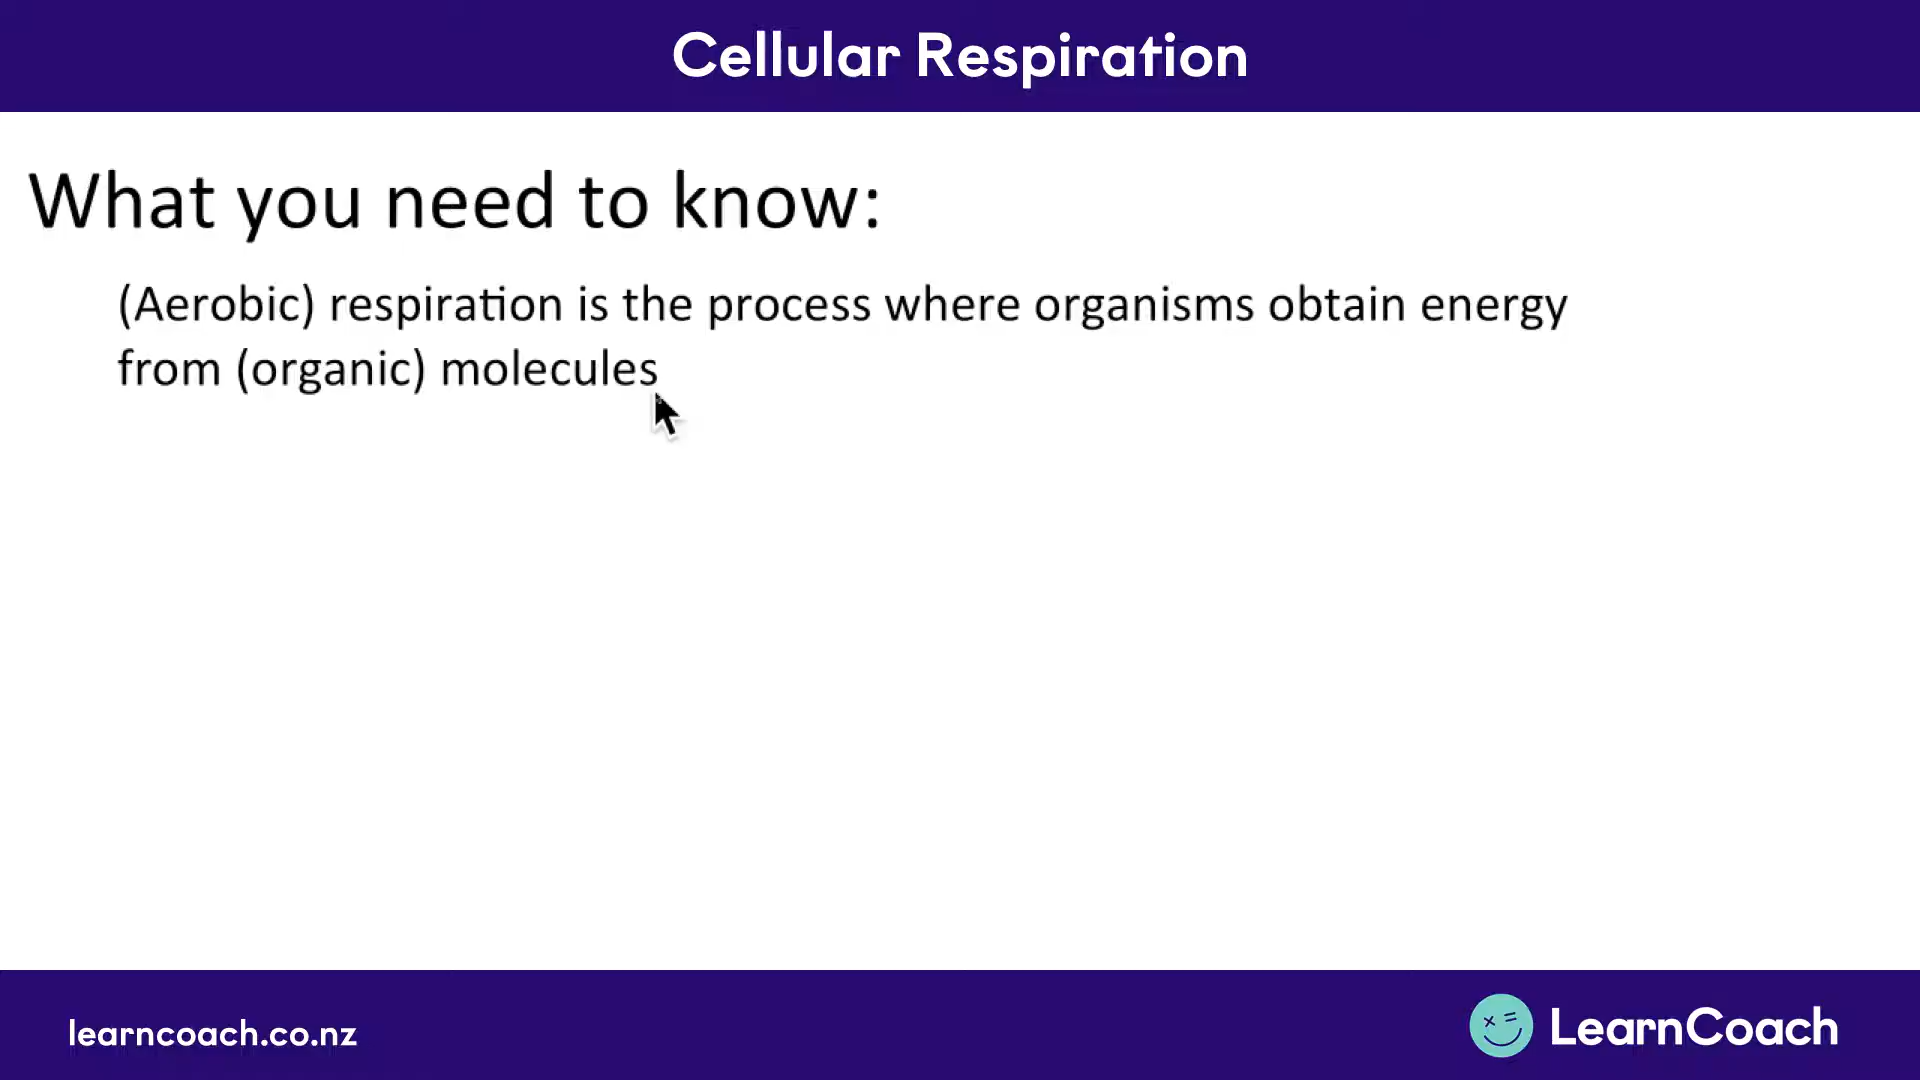 Cellular Respiration
What you need to know:
(Aerobic) respiration is the process where organisms obtain energy
from (organic) molecules
learncoach.co.nz
LearnCoach